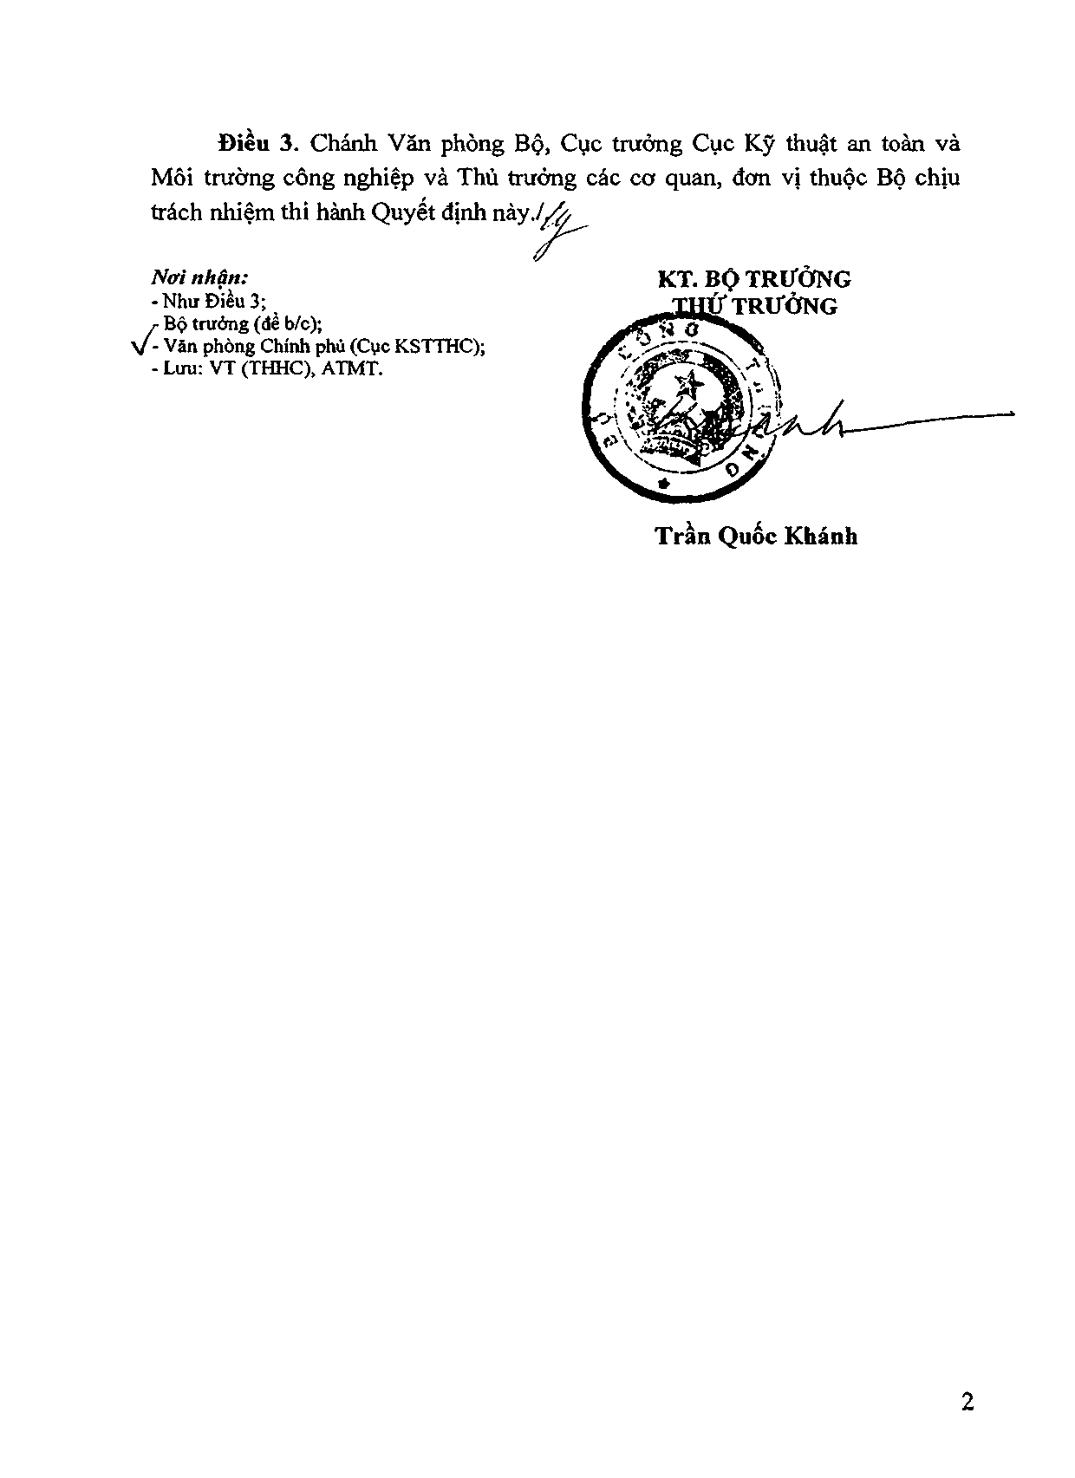 Điều 3. Chánh Văn phòng Bộ, Cục trưởng Cục Kỹ thuật an toàn và
Môi trường công nghiệp và Thủ trưởng các cơ quan, đơn vị thuộc Bộ chịu
trách nhiệm thi hành Quyết định này./.
Nơi nhận:
- Như Điều 3;
- Bộ trưởng (để b/c);
- Văn phòng Chính phủ (Cục KSTTHC);
- Lưu: VT (THHC), ATMT.
KT. BỘ TRƯỞNG
THỨ TRƯỞNG
BỘ CÔNG THƯƠNG
Trần Quốc Khánh
2